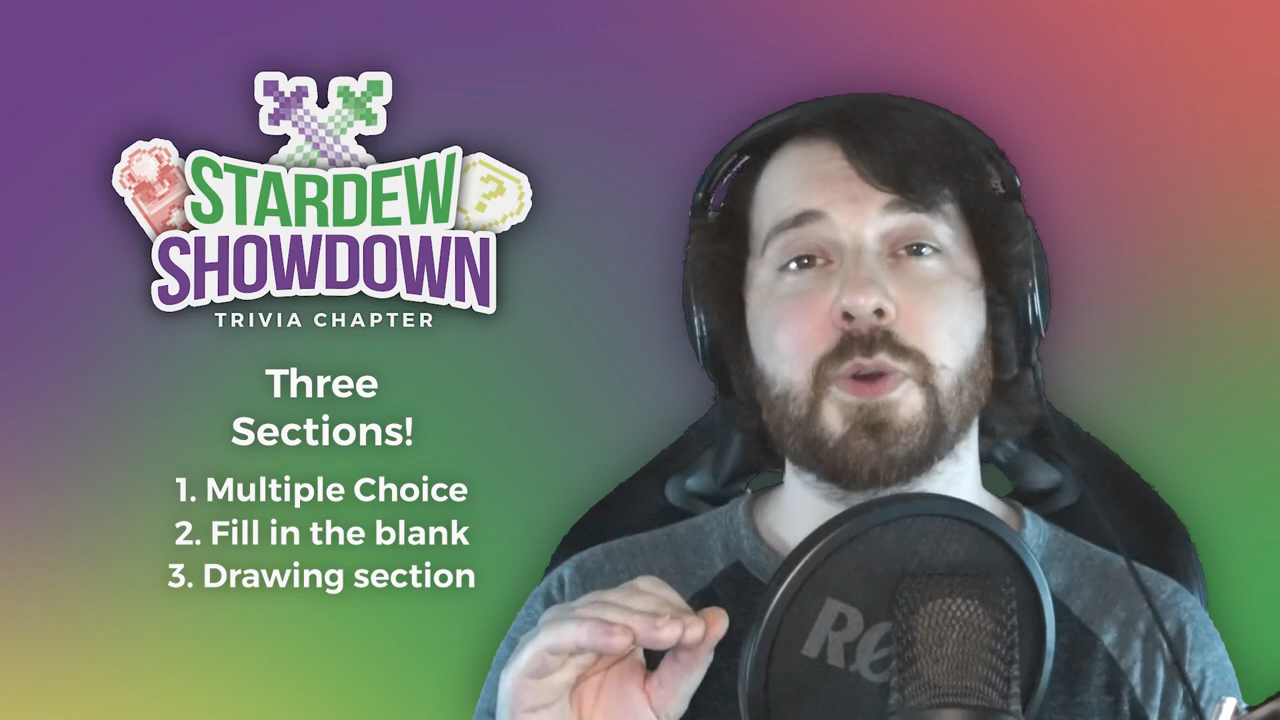 ?
STARDEW
SHOWDOWN
TRIVIA CHAPTER
Three
Sections!
1. Multiple Choice
2. Fill in the blank
3. Drawing section